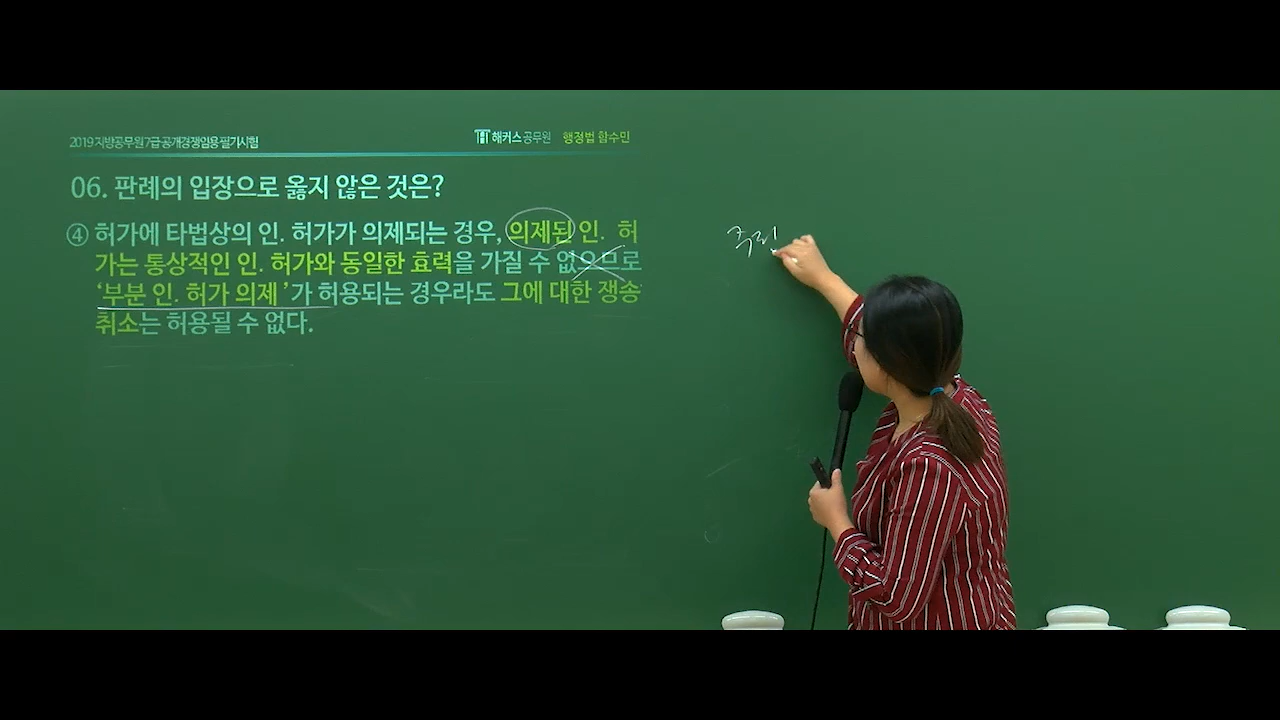 2019 지방공무원 7급 공개경쟁임용 필기시험
해커스 공무원 행정법 함수민
06. 판례의 입장으로 옳지 않은 것은?
④ 허가에 타법상의 인. 허가가 의제되는 경우, 의제된 인. 허
가는 통상적인 인. 허가와 동일한 효력을 가질 수 없으므로
‘부분 인. 허가 의제’가 허용되는 경우라도 그에 대한 쟁송
취소는 허용될 수 없다.